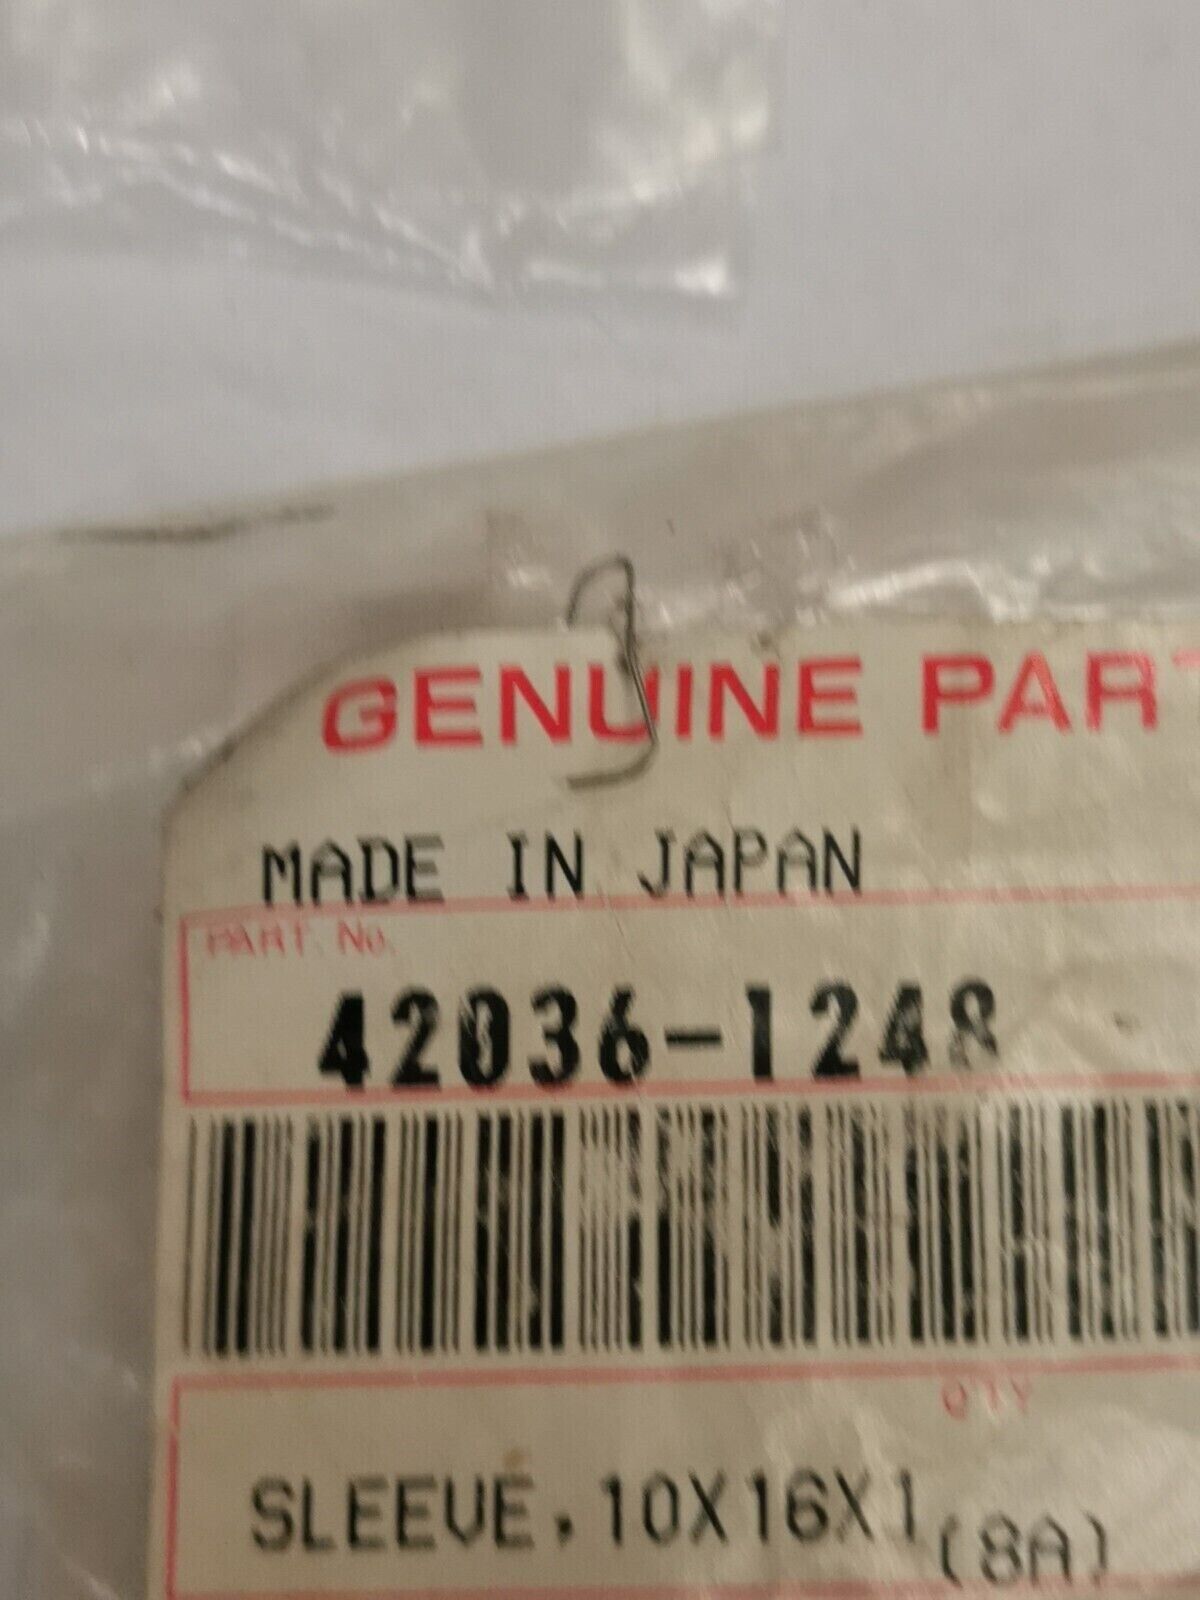 GENUINE PART
MADE IN JAPAN
PART No.
42036-1248
QTY
SLEEVE,10X16X1
(8A)